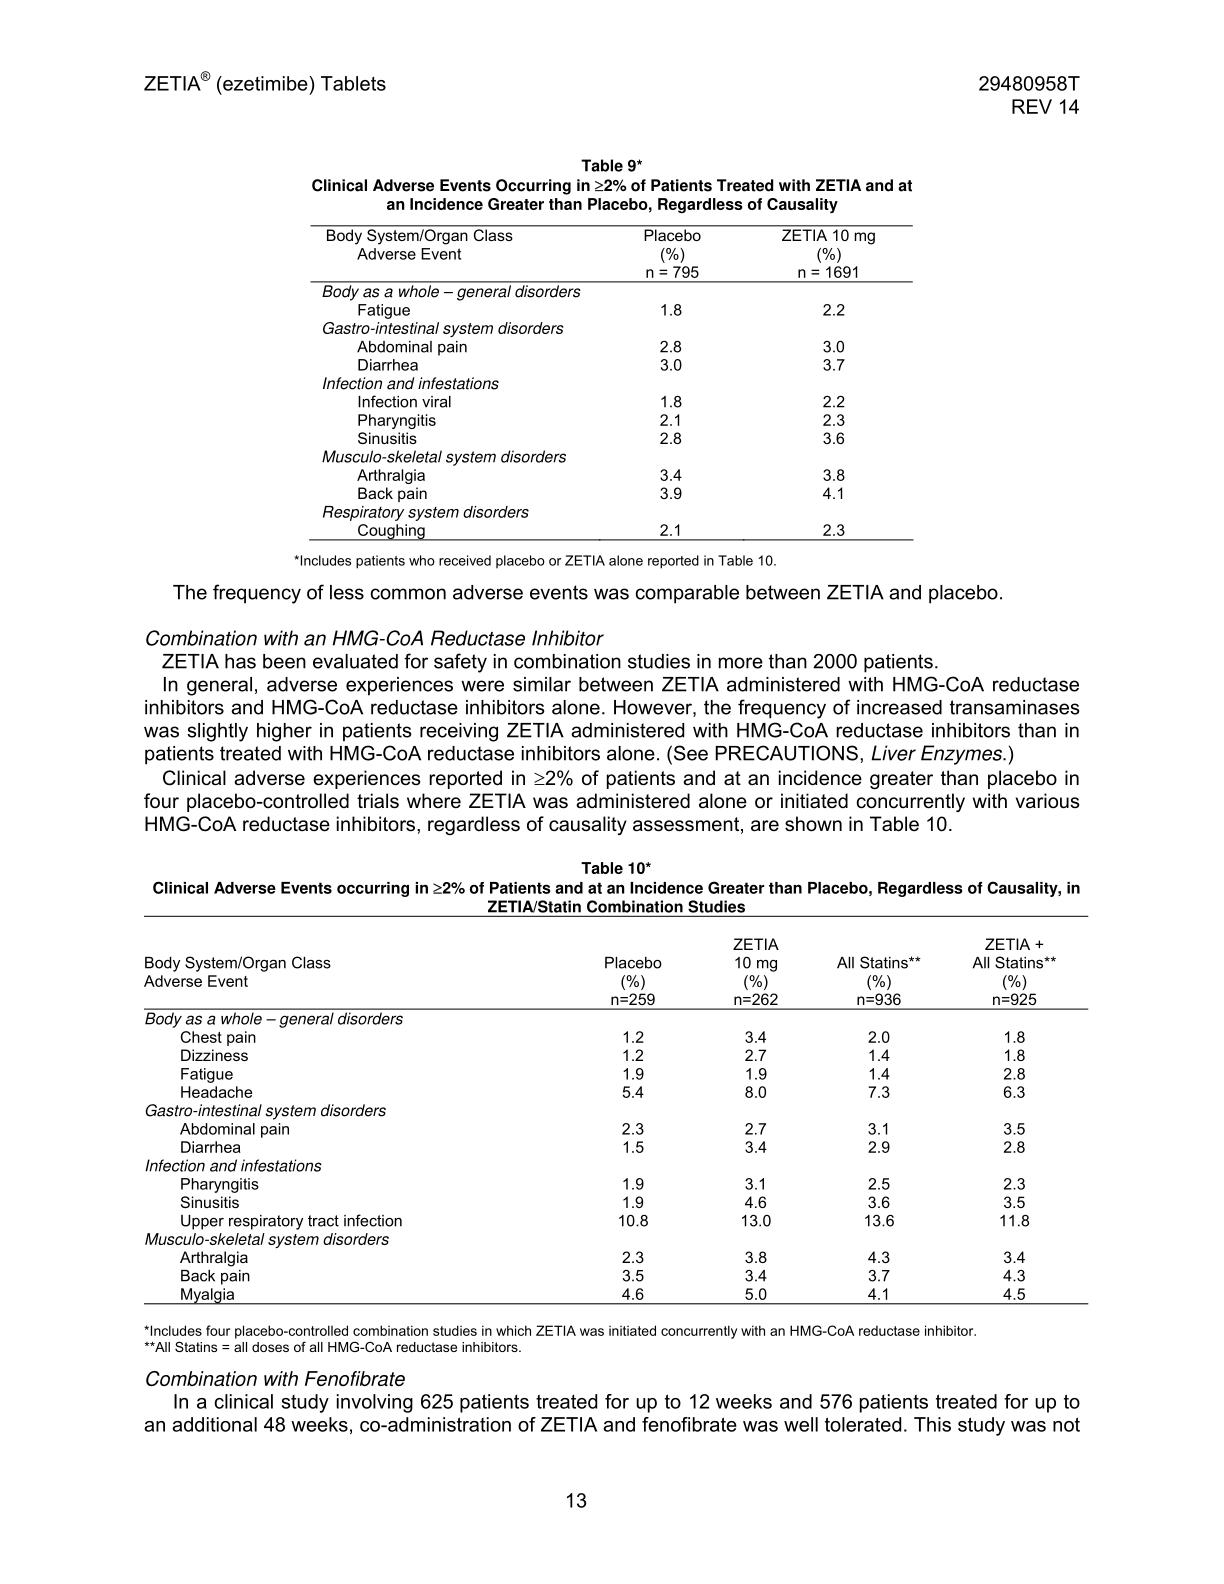 ZETIA® (ezetimibe) Tablets 29480958T
REV 14
Table 9*
Clinical Adverse Events Occurring in ≥2% of Patients Treated with ZETIA and at
an Incidence Greater than Placebo, Regardless of Causality
Body System/Organ Class Placebo ZETIA 10 mg
Adverse Event (%) (%)
n = 795 n = 1691
Body as a whole – general disorders
Fatigue 1.8 2.2
Gastro-intestinal system disorders
Abdominal pain 2.8 3.0
Diarrhea 3.0 3.7
Infection and infestations
Infection viral 1.8 2.2
Pharyngitis 2.1 2.3
Sinusitis 2.8 3.6
Musculo-skeletal system disorders
Arthralgia 3.4 3.8
Back pain 3.9 4.1
Respiratory system disorders
Coughing 2.1 2.3
*Includes patients who received placebo or ZETIA alone reported in Table 10.
The frequency of less common adverse events was comparable between ZETIA and placebo.
Combination with an HMG-CoA Reductase Inhibitor
ZETIA has been evaluated for safety in combination studies in more than 2000 patients.
In general, adverse experiences were similar between ZETIA administered with HMG-CoA reductase
inhibitors and HMG-CoA reductase inhibitors alone. However, the frequency of increased transaminases
was slightly higher in patients receiving ZETIA administered with HMG-CoA reductase inhibitors than in
patients treated with HMG-CoA reductase inhibitors alone. (See PRECAUTIONS, Liver Enzymes.)
Clinical adverse experiences reported in ≥2% of patients and at an incidence greater than placebo in
four placebo-controlled trials where ZETIA was administered alone or initiated concurrently with various
HMG-CoA reductase inhibitors, regardless of causality assessment, are shown in Table 10.
Table 10*
Clinical Adverse Events occurring in ≥2% of Patients and at an Incidence Greater than Placebo, Regardless of Causality, in
ZETIA/Statin Combination Studies
ZETIA ZETIA +
Body System/Organ Class Placebo 10 mg All Statins** All Statins**
Adverse Event (%) (%) (%) (%)
n=259 n=262 n=936 n=925
Body as a whole – general disorders
Chest pain 1.2 3.4 2.0 1.8
Dizziness 1.2 2.7 1.4 1.8
Fatigue 1.9 1.9 1.4 2.8
Headache 5.4 8.0 7.3 6.3
Gastro-intestinal system disorders
Abdominal pain 2.3 2.7 3.1 3.5
Diarrhea 1.5 3.4 2.9 2.8
Infection and infestations
Pharyngitis 1.9 3.1 2.5 2.3
Sinusitis 1.9 4.6 3.6 3.5
Upper respiratory tract infection 10.8 13.0 13.6 11.8
Musculo-skeletal system disorders
Arthralgia 2.3 3.8 4.3 3.4
Back pain 3.5 3.4 3.7 4.3
Myalgia 4.6 5.0 4.1 4.5
*Includes four placebo-controlled combination studies in which ZETIA was initiated concurrently with an HMG-CoA reductase inhibitor.
**All Statins = all doses of all HMG-CoA reductase inhibitors.
Combination with Fenofibrate
In a clinical study involving 625 patients treated for up to 12 weeks and 576 patients treated for up to
an additional 48 weeks, co-administration of ZETIA and fenofibrate was well tolerated. This study was not
13